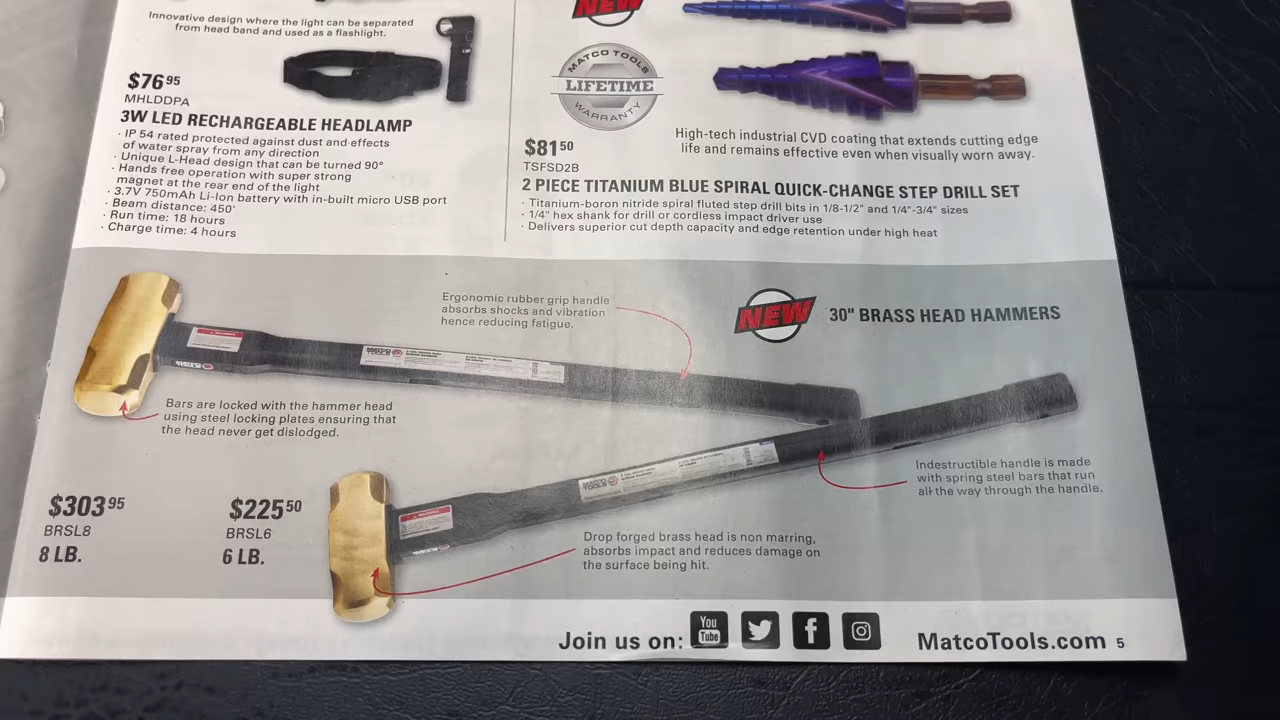 Innovative design where the light can be separated
from head band and used as a flashlight.
$76 95
MHLDDPA
3W LED RECHARGEABLE HEADLAMP
· IP 54 rated protected against dust and effects
of water spray from any direction
· Unique L-Head design that can be turned 90°
· Hands free operation with super strong
magnet at the rear end of the light
· 3.7V 750mAh Li-Ion battery with in-built micro USB port
· Beam distance: 450'
· Run time: 18 hours
· Charge time: 4 hours
NEW
MATCO TOOLS
LIFETIME
WARRANTY
$81 50
TSFSD2B
High-tech industrial CVD coating that extends cutting edge
life and remains effective even when visually worn away.
2 PIECE TITANIUM BLUE SPIRAL QUICK-CHANGE STEP DRILL SET
· Titanium-boron nitride spiral fluted step drill bits in 1/8-1/2" and 1/4"-3/4" sizes
· 1/4" hex shank for drill or cordless impact driver use
· Delivers superior cut depth capacity and edge retention under high heat
Ergonomic rubber grip handle
absorbs shocks and vibration
hence reducing fatigue.
NEW
30" BRASS HEAD HAMMERS
MATCO
TOOLS
Bars are locked with the hammer head
using steel locking plates ensuring that
the head never get dislodged.
MATCO
TOOLS
Indestructible handle is made
with spring steel bars that run
all the way through the handle.
$303 95
BRSL8
8 LB.
$225 50
BRSL6
6 LB.
Drop forged brass head is non marring,
absorbs impact and reduces damage on
the surface being hit.
Join us on:
You
Tube
f
MatcoTools.com 5